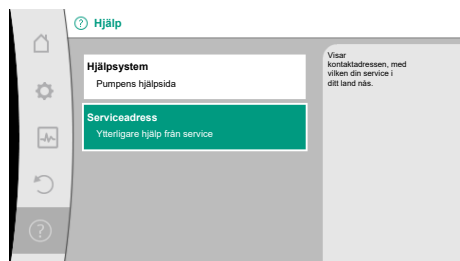 Hjälp
Hjälpsystem
Pumpens hjälpsida
Serviceadress
Ytterligare hjälp från service
Visar
kontaktadressen, med
vilken din service i
ditt land nås.